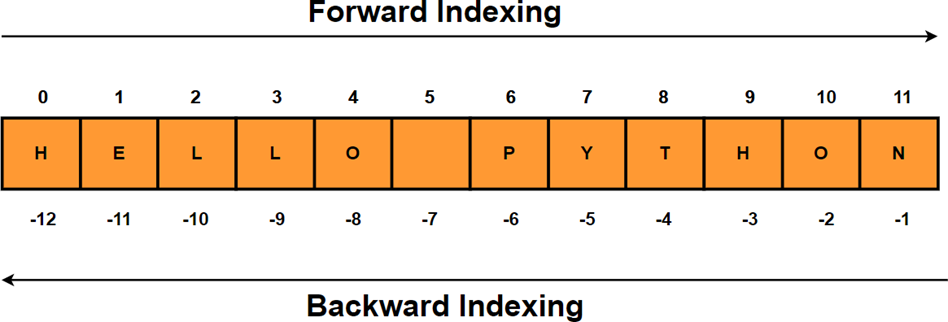 Forward Indexing
0 1 2 3 4 5 6 7 8 9 10 11
H E L L O P Y T H O N
-12 -11 -10 -9 -8 -7 -6 -5 -4 -3 -2 -1
Backward Indexing